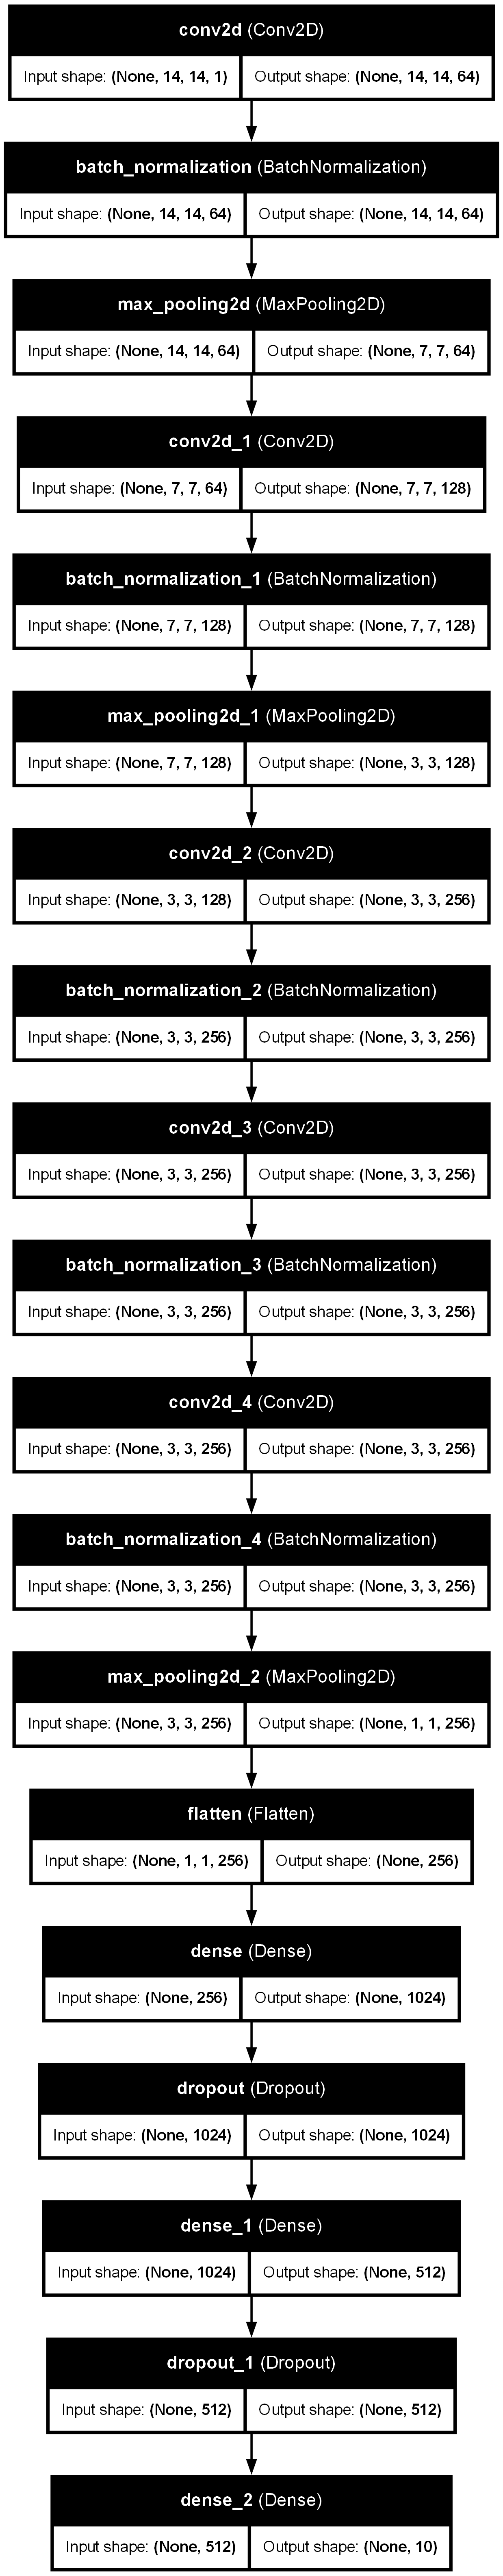 conv2d (Conv2D)
Input shape: (None, 14, 14, 1) Output shape: (None, 14, 14, 64)
batch_normalization (BatchNormalization)
Input shape: (None, 14, 14, 64) Output shape: (None, 14, 14, 64)
max_pooling2d (MaxPooling2D)
Input shape: (None, 14, 14, 64) Output shape: (None, 7, 7, 64)
conv2d_1 (Conv2D)
Input shape: (None, 7, 7, 64) Output shape: (None, 7, 7, 128)
batch_normalization_1 (BatchNormalization)
Input shape: (None, 7, 7, 128) Output shape: (None, 7, 7, 128)
max_pooling2d_1 (MaxPooling2D)
Input shape: (None, 7, 7, 128) Output shape: (None, 3, 3, 128)
conv2d_2 (Conv2D)
Input shape: (None, 3, 3, 128) Output shape: (None, 3, 3, 256)
batch_normalization_2 (BatchNormalization)
Input shape: (None, 3, 3, 256) Output shape: (None, 3, 3, 256)
conv2d_3 (Conv2D)
Input shape: (None, 3, 3, 256) Output shape: (None, 3, 3, 256)
batch_normalization_3 (BatchNormalization)
Input shape: (None, 3, 3, 256) Output shape: (None, 3, 3, 256)
conv2d_4 (Conv2D)
Input shape: (None, 3, 3, 256) Output shape: (None, 3, 3, 256)
batch_normalization_4 (BatchNormalization)
Input shape: (None, 3, 3, 256) Output shape: (None, 3, 3, 256)
max_pooling2d_2 (MaxPooling2D)
Input shape: (None, 3, 3, 256) Output shape: (None, 1, 1, 256)
flatten (Flatten)
Input shape: (None, 1, 1, 256) Output shape: (None, 256)
dense (Dense)
Input shape: (None, 256) Output shape: (None, 1024)
dropout (Dropout)
Input shape: (None, 1024) Output shape: (None, 1024)
dense_1 (Dense)
Input shape: (None, 1024) Output shape: (None, 512)
dropout_1 (Dropout)
Input shape: (None, 512) Output shape: (None, 512)
dense_2 (Dense)
Input shape: (None, 512) Output shape: (None, 10)